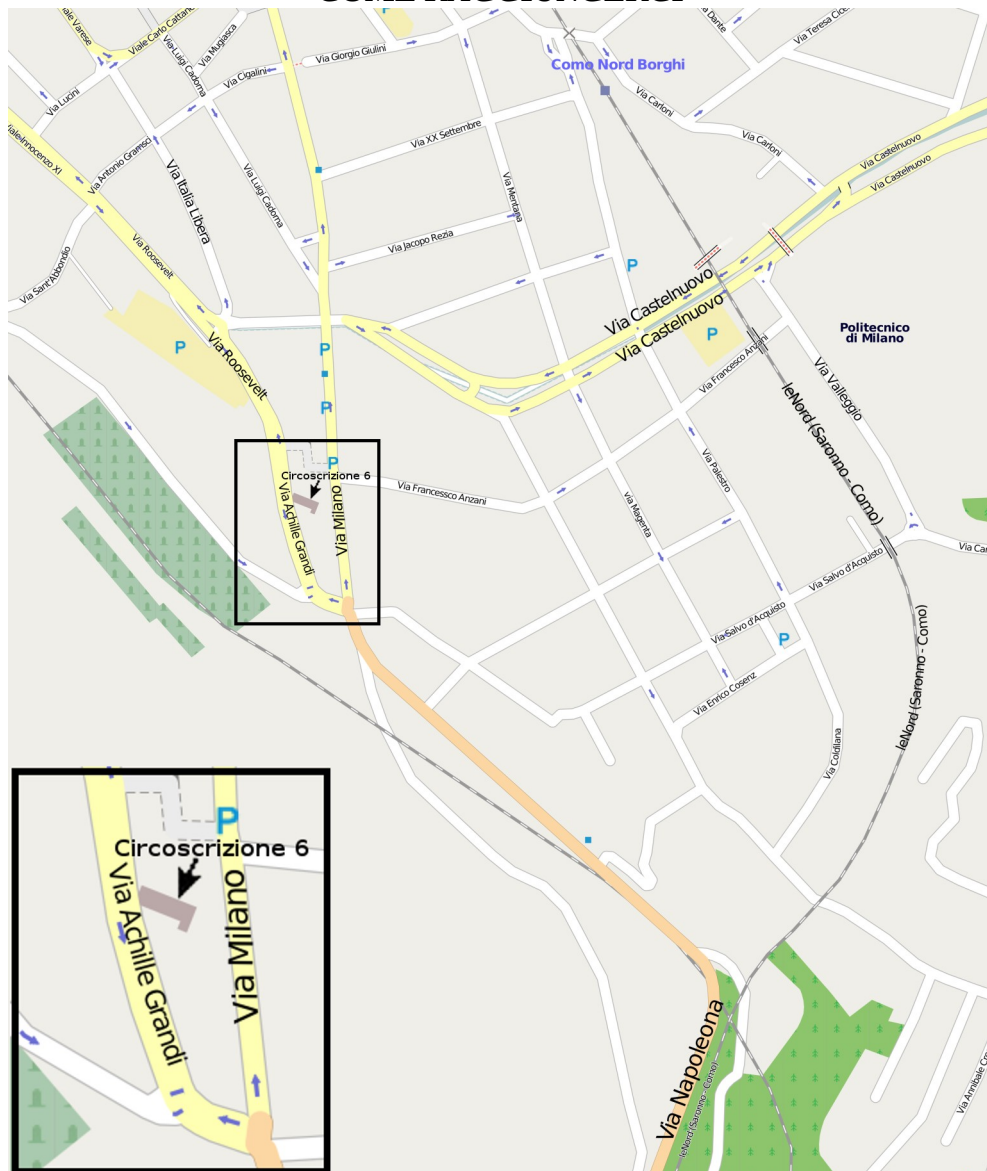 Viale Carlo Cattaneo
Via Luigi Cadorna
Via Mugiasca
Via Giorgio Giulini
Via Cigalini
Via Lucini
Como Nord Borghi
Via Carloni
Via Carloni
Viale Innocenzo XI
Via Antonio Gramsci
Via Italia Libera
Via Luigi Cadorna
Via XX Settembre
Via Mentana
Via Castelnuovo
Via Castelnuovo
Via Jacopo Rezia
Via Roosevelt
Via Sant'Abbondio
P
Via Castelnuovo
Via Castelnuovo
P
Politecnico
di Milano
P
P
Via Roosevelt
Via Francesco Anzani
Via Valleggio
P
leNord (Saronno - Como)
P
Circoscrizione 6
Via Francessco Anzani
Via Palestro
via Magenta
Via Achille Grandi
Via Milano
Via Salvo d'Acquisto
Via Salvo d'Acquisto
P
Via Enrico Cosenz
leNord (Saronno - Como)
Via Coldiliana
P
Circoscrizione 6
Via Achille Grandi
Via Milano
Via Napoleona
leNord (Saronno - Como)